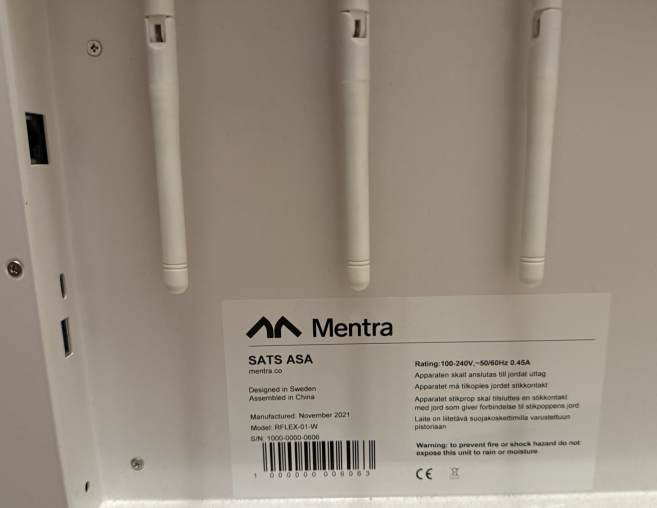 Mentra
SATS ASA
mentra.co
Designed in Sweden
Assembled in China
Manufactured: November 2021
Model: RFLEX-01-W
S/N: 1000-0000-0606
1 000000 006063
Rating:100-240V,~50/60Hz 0.45A
Apparaten skall anslutas till jordat uttag
Apparatet må tilkoples jordet stikkontakt
Apparatet stikprop skal tilsluttes en stikkontakt
med jord som giver forbindelse til stikpoppens jord
Laite on liitetävä suojakoskettimilla varustettuun
pistoriaan
Warning: to prevent fire or shock hazard do not
expose this unit to rain or moisture
CE